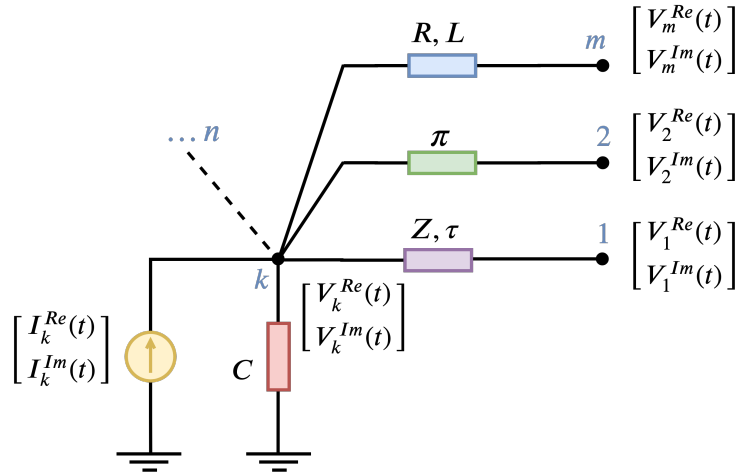 R, L
m
[ V_m^{Re}(t)
V_m^{Im}(t) ]
… n
π
2
[ V_2^{Re}(t)
V_2^{Im}(t) ]
Z, τ
1
[ V_1^{Re}(t)
V_1^{Im}(t) ]
k
[ V_k^{Re}(t)
V_k^{Im}(t) ]
[ I_k^{Re}(t)
I_k^{Im}(t) ]
C